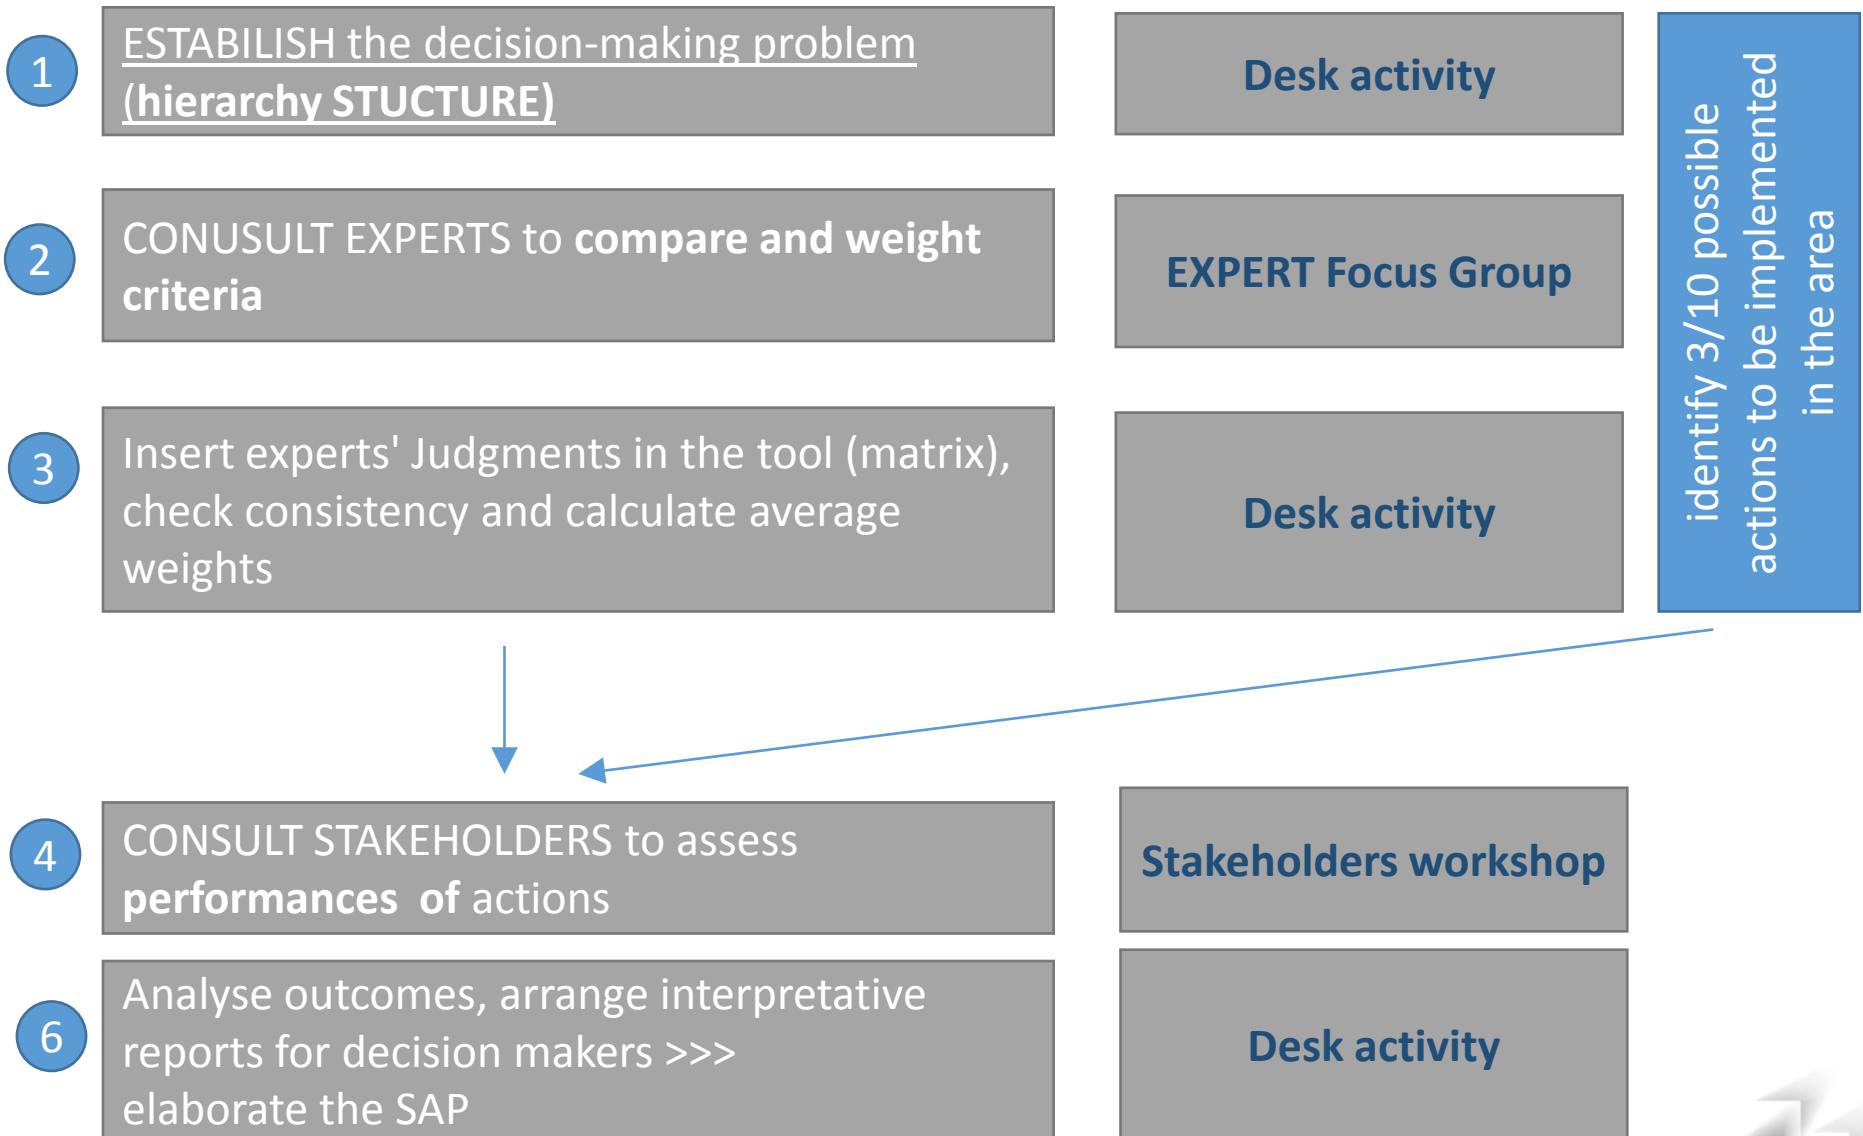 1
ESTABILISH the decision-making problem
(hierarchy STUCTURE)
Desk activity
2
CONUSULT EXPERTS to compare and weight
criteria
EXPERT Focus Group
3
Insert experts' Judgments in the tool (matrix),
check consistency and calculate average
weights
Desk activity
identify 3/10 possible
actions to be implemented
in the area
4
CONSULT STAKEHOLDERS to assess
performances  of actions
Stakeholders workshop
6
Analyse outcomes, arrange interpretative
reports for decision makers >>>
elaborate the SAP
Desk activity